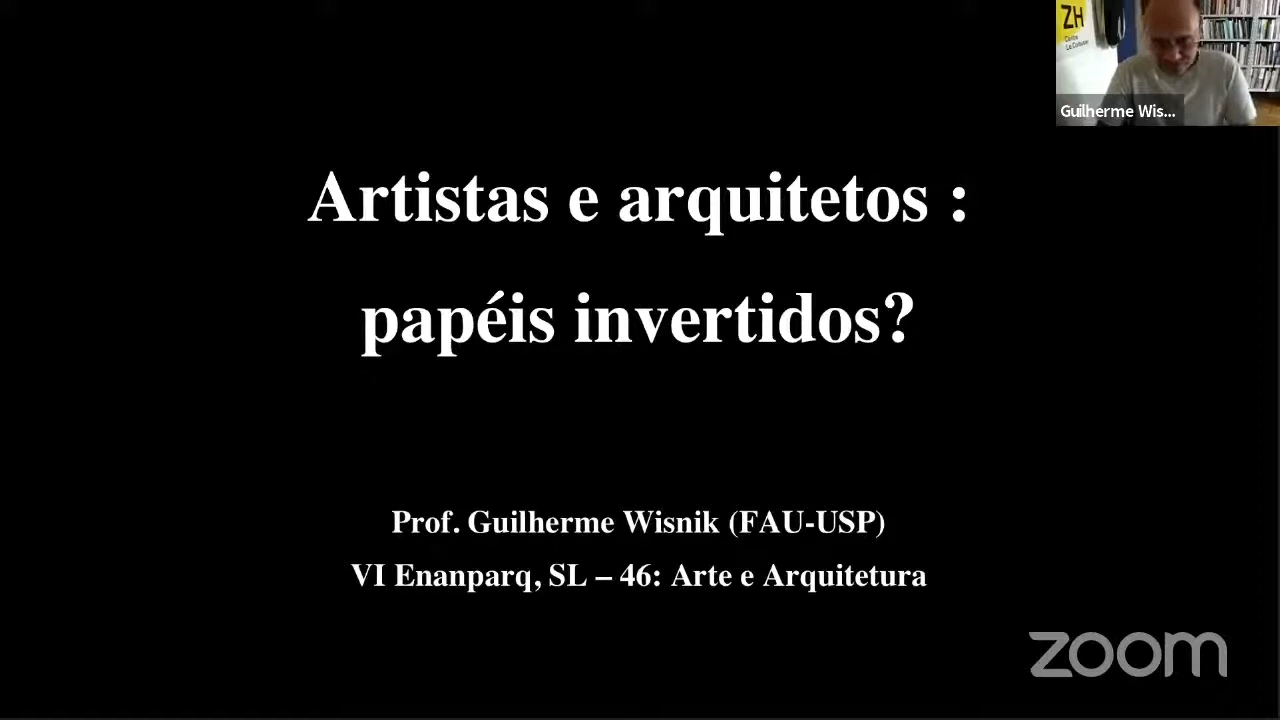 ZH
Guilherme Wis...
Artistas e arquitetos :
papéis invertidos?
Prof. Guilherme Wisnik (FAU-USP)
VI Enanparq, SL – 46: Arte e Arquitetura
zoom